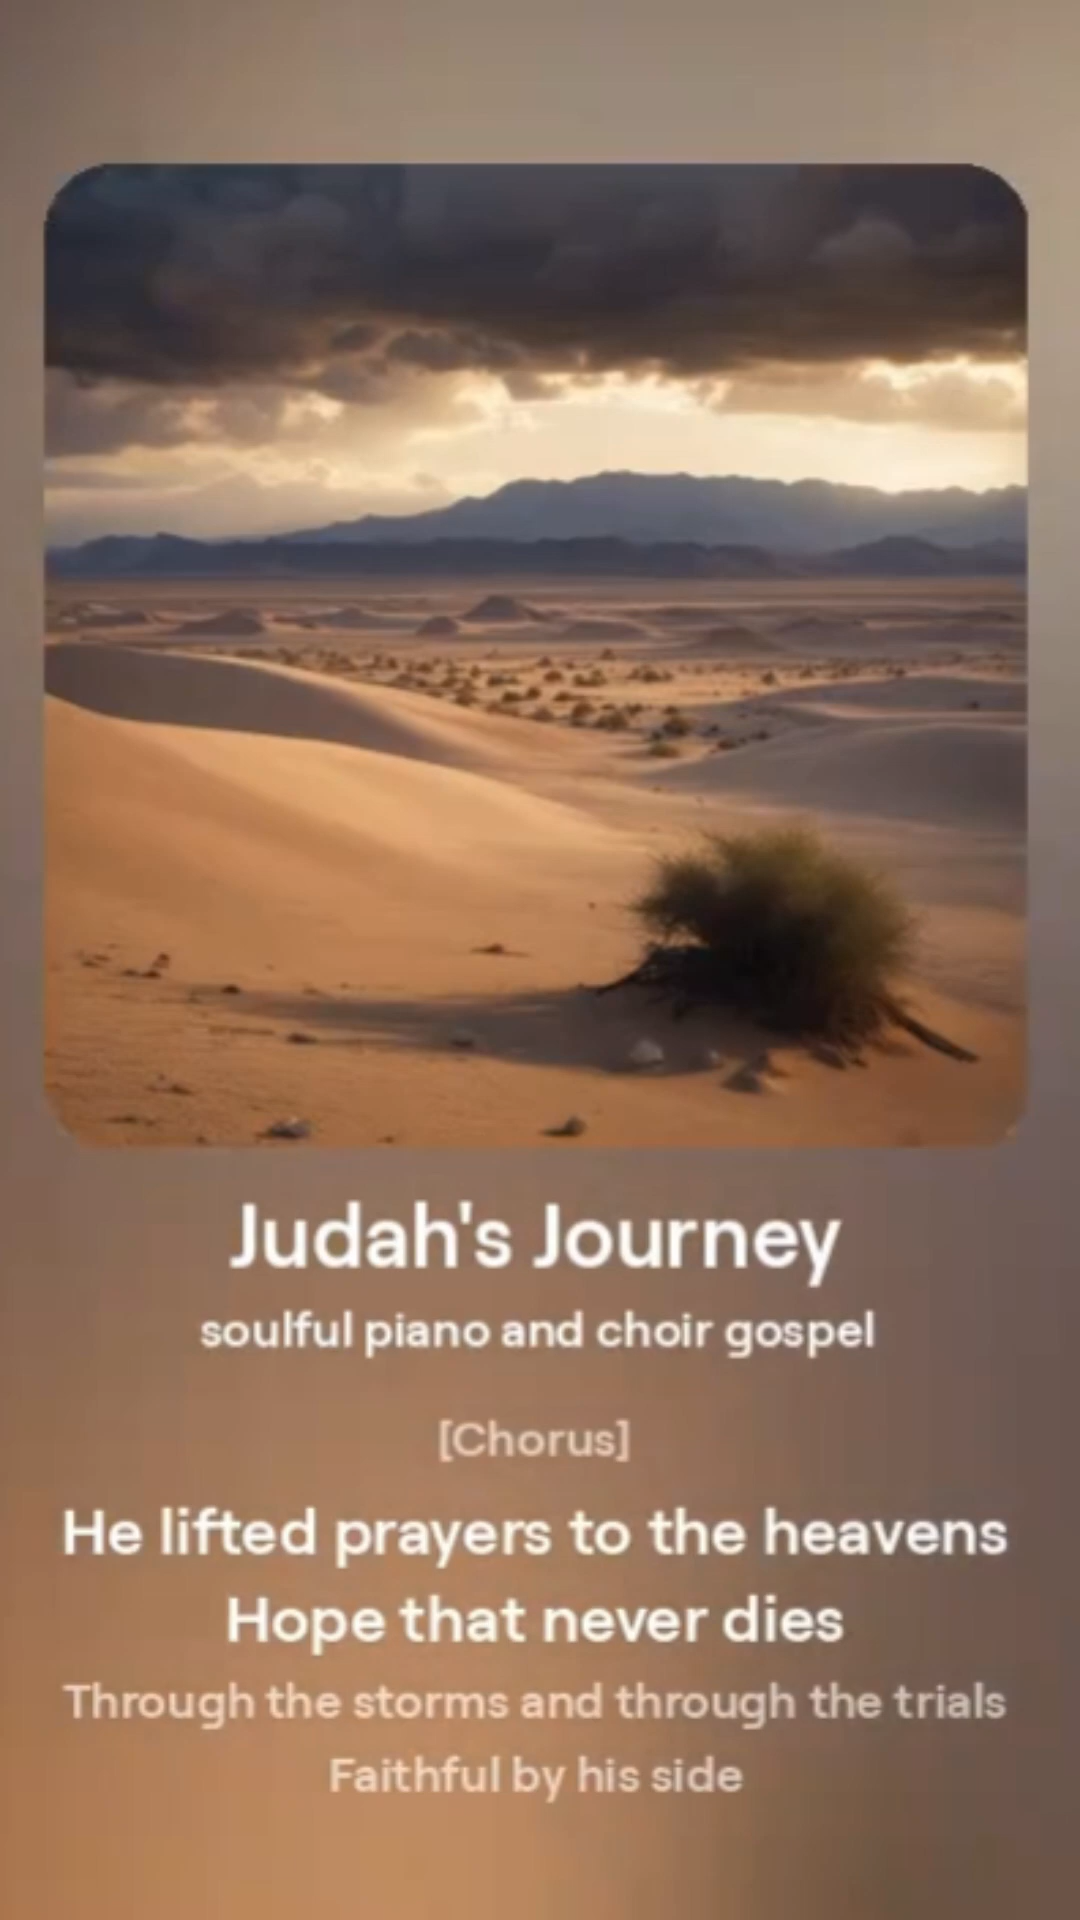 Judah's Journey
soulful piano and choir gospel
[Chorus]
He lifted prayers to the heavens
Hope that never dies
Through the storms and through the trials
Faithful by his side